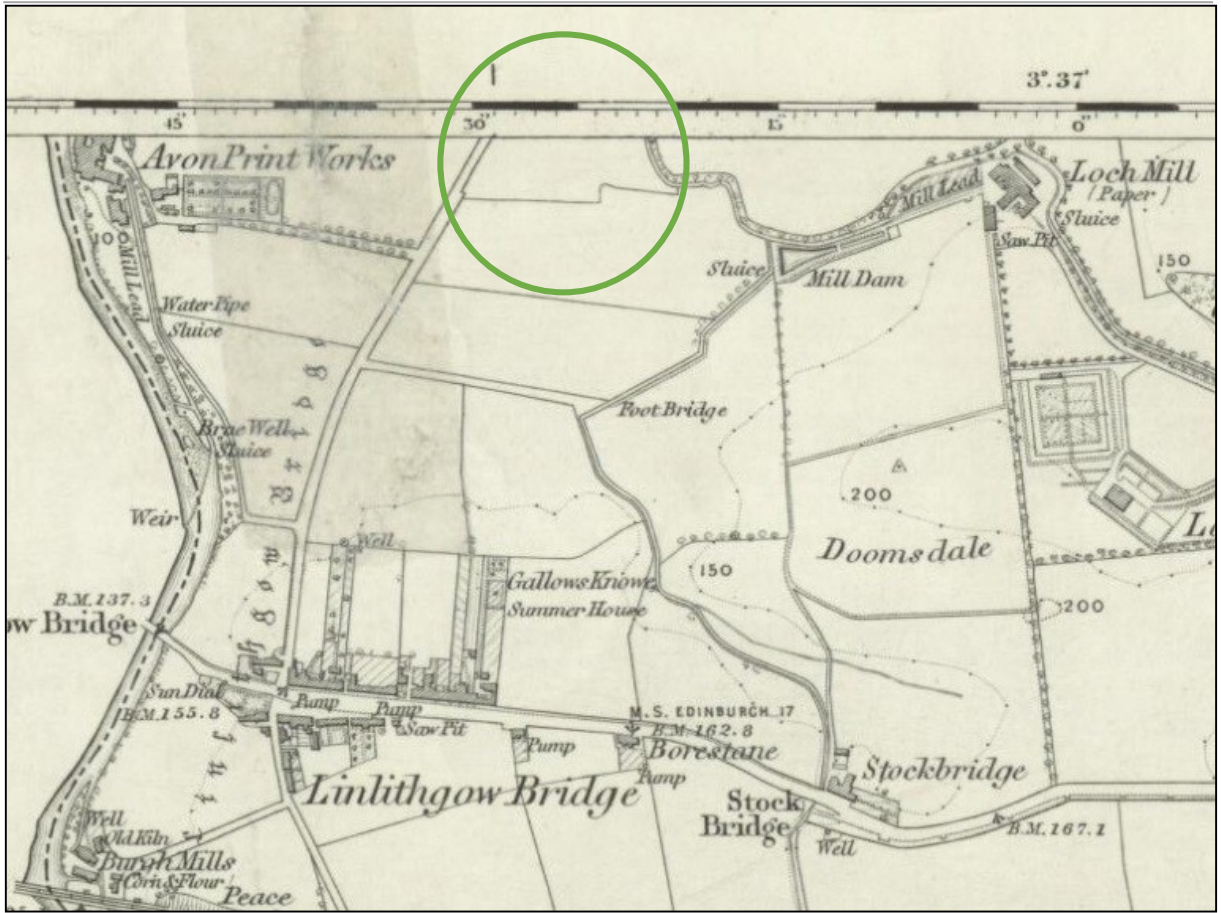 3°.37'
45"
30"
15"
0"
Avon Print Works
Loch Mill
(Paper)
Sluice
Mill Lead
Saw Pit
100
Mill Lead
Sluice
Mill Dam
150
Water Pipe
Sluice
Foot Bridge
Brae Well
Sluice
200
Weir
Well
Doomsdale
Gallows Knowe
Summer House
150
200
B.M. 137.3
ow Bridge
Sun Dial
B.M. 155.8
Pump
Pump
Saw Pit
M.S. EDINBURGH 17
B.M. 162.8
Borestane
Pump
Pump
Stockbridge
Linlithgow Bridge
Stock
Bridge
B.M. 167.1
Well
Well
Old Kiln
Burgh Mills
(Corn & Flour)
Peace